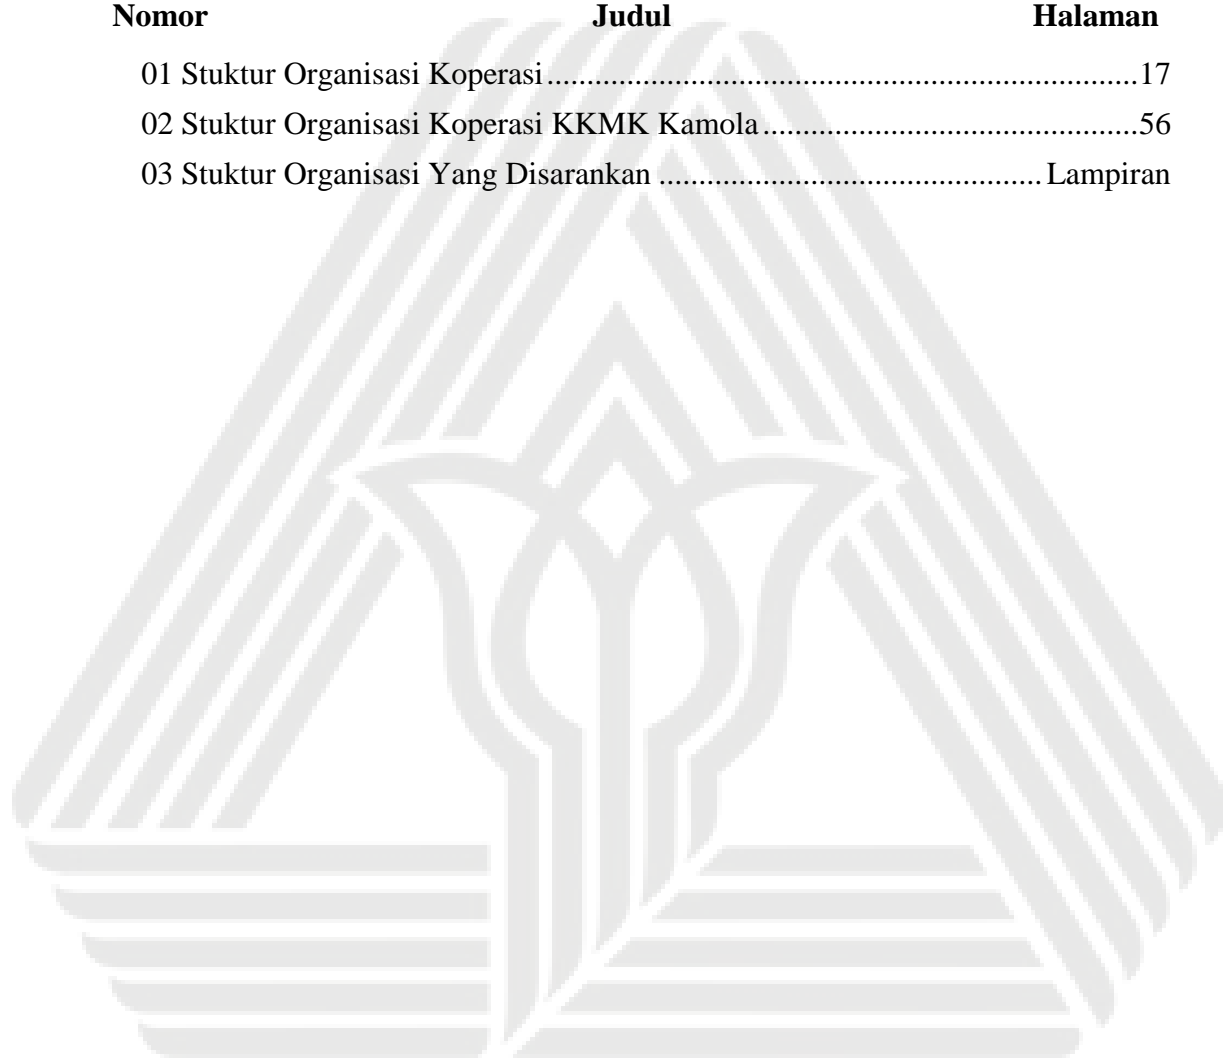 Nomor Judul Halaman
01 Stuktur Organisasi Koperasi...........................................................................17
02 Stuktur Organisasi Koperasi KKMK Kamola................................................56
03 Stuktur Organisasi Yang Disarankan ................................................. Lampiran